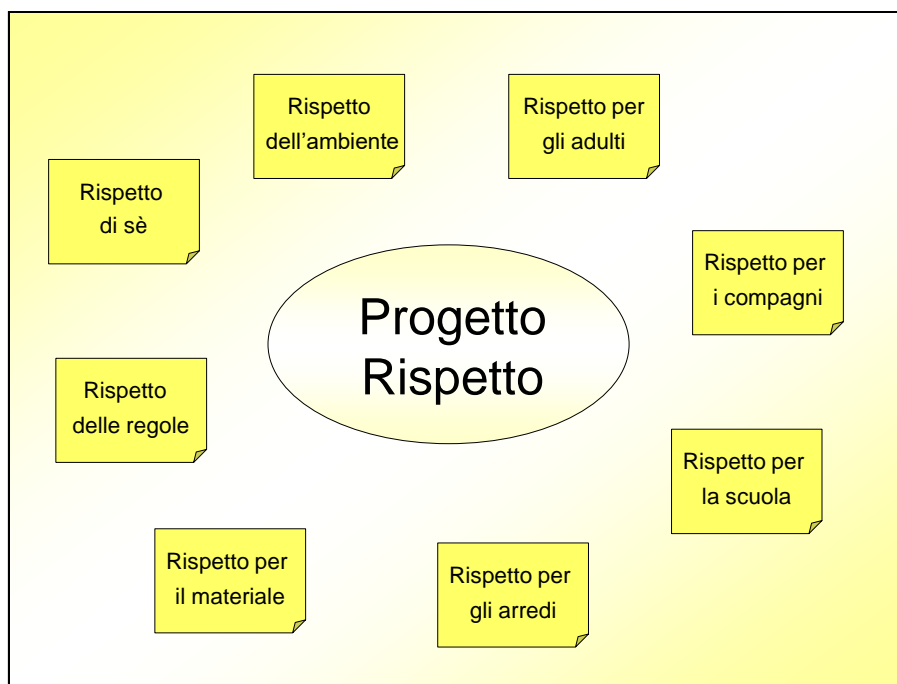 Rispetto
dell'ambiente
Rispetto per
gli adulti
Rispetto
di sè
Rispetto per
i compagni
Progetto
Rispetto
Rispetto
delle regole
Rispetto per
la scuola
Rispetto per
il materiale
Rispetto per
gli arredi